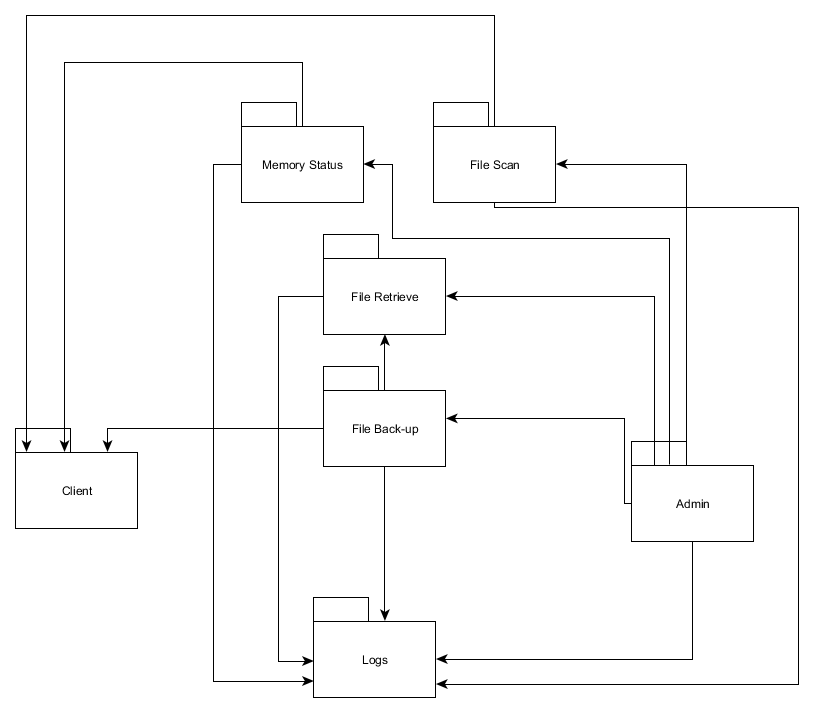 Memory Status
File Scan
File Retrieve
File Back-up
Client
Admin
Logs